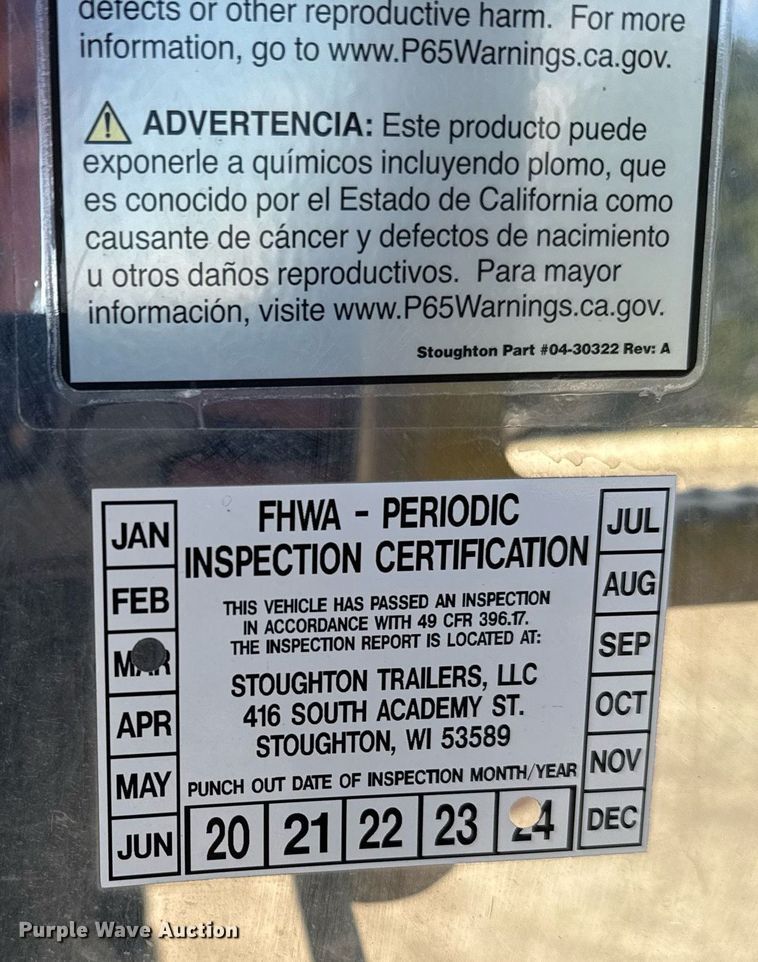 defects or other reproductive harm. For more
information, go to www.P65Warnings.ca.gov.
ADVERTENCIA: Este producto puede
exponerle a químicos incluyendo plomo, que
es conocido por el Estado de California como
causante de cáncer y defectos de nacimiento
u otros daños reproductivos. Para mayor
información, visite www.P65Warnings.ca.gov.
Stoughton Part #04-30322 Rev: A
FHWA - PERIODIC
INSPECTION CERTIFICATION
THIS VEHICLE HAS PASSED AN INSPECTION
IN ACCORDANCE WITH 49 CFR 396.17.
THE INSPECTION REPORT IS LOCATED AT:
STOUGHTON TRAILERS, LLC
416 SOUTH ACADEMY ST.
STOUGHTON, WI 53589
PUNCH OUT DATE OF INSPECTION MONTH/YEAR
JAN
FEB
MAR
APR
MAY
JUN
20 21 22 23 24
JUL
AUG
SEP
OCT
NOV
DEC
Purple Wave Auction